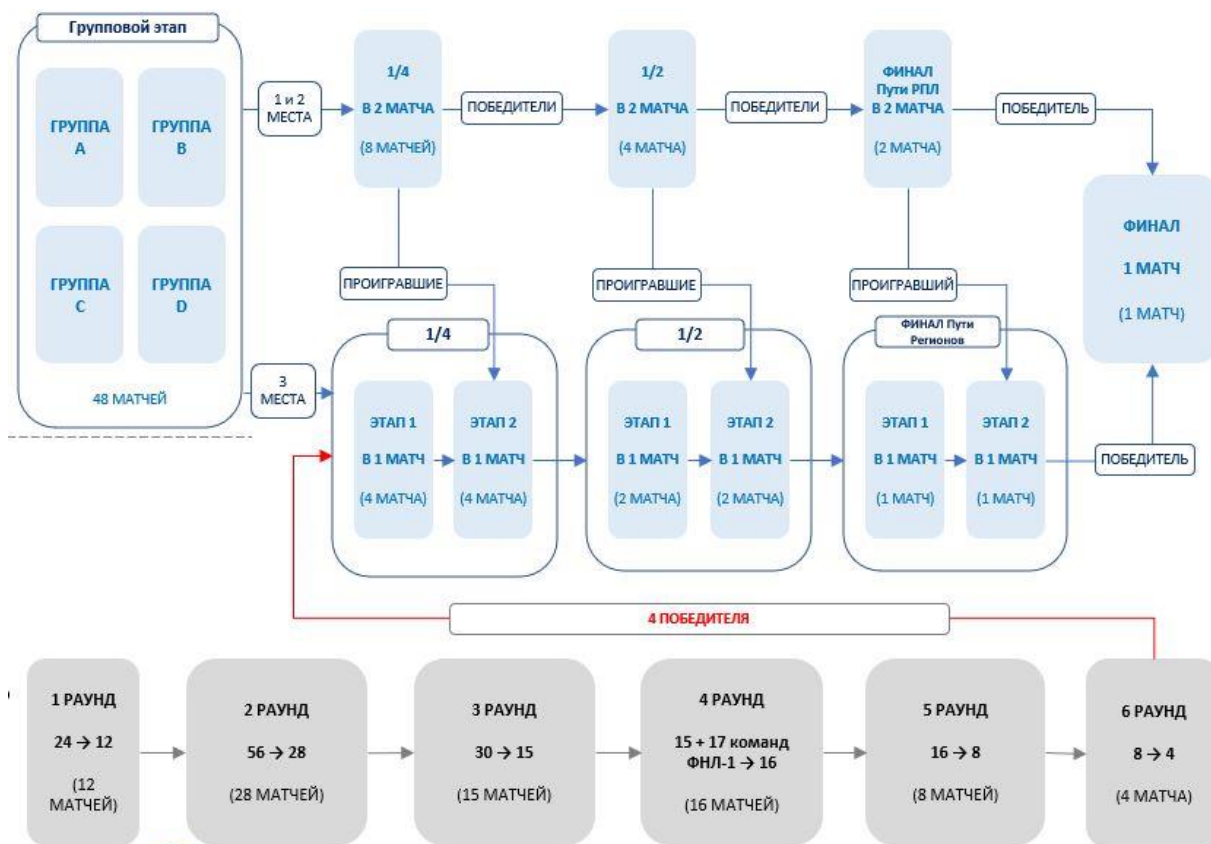 Групповой этап
ГРУППА
А
ГРУППА
В
ГРУППА
С
ГРУППА
D
48 МАТЧЕЙ
1 и 2
МЕСТА
3
МЕСТА
1/4
В 2 МАТЧА
(8 МАТЧЕЙ)
ПОБЕДИТЕЛИ
1/2
В 2 МАТЧА
(4 МАТЧА)
ПОБЕДИТЕЛИ
ФИНАЛ
Пути РПЛ
В 2 МАТЧА
(2 МАТЧА)
ПОБЕДИТЕЛЬ
ФИНАЛ
1 МАТЧ
(1 МАТЧ)
ПРОИГРАВШИЕ
ПРОИГРАВШИЕ
ПРОИГРАВШИЙ
1/4
ЭТАП 1
В 1 МАТЧ
(4 МАТЧА)
ЭТАП 2
В 1 МАТЧ
(4 МАТЧА)
1/2
ЭТАП 1
В 1 МАТЧ
(2 МАТЧА)
ЭТАП 2
В 1 МАТЧ
(2 МАТЧА)
ФИНАЛ Пути
Регионов
ЭТАП 1
В 1 МАТЧ
(1 МАТЧ)
ЭТАП 2
В 1 МАТЧ
(1 МАТЧ)
ПОБЕДИТЕЛЬ
4 ПОБЕДИТЕЛЯ
1 РАУНД
24 → 12
(12
МАТЧЕЙ)
2 РАУНД
56 → 28
(28 МАТЧЕЙ)
3 РАУНД
30 → 15
(15 МАТЧЕЙ)
4 РАУНД
15 + 17 команд
ФНЛ-1 → 16
(16 МАТЧЕЙ)
5 РАУНД
16 → 8
(8 МАТЧЕЙ)
6 РАУНД
8 → 4
(4 МАТЧА)